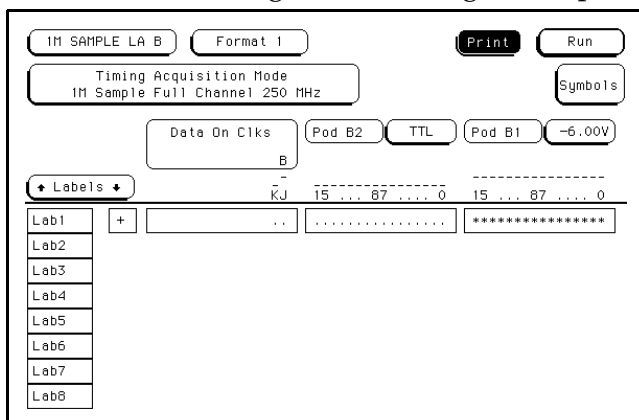 1M SAMPLE LA B Format 1 Print Run
Timing Acquisition Mode
1M Sample Full Channel 250 MHz
Symbols
Data On Clks Pod B2 TTL Pod B1 -6.00V
B
↑ Labels ↓
KJ 15 ... 87 .... 0 15 ... 87 .... 0
Lab1 + .. ................ ****************
Lab2
Lab3
Lab4
Lab5
Lab6
Lab7
Lab8